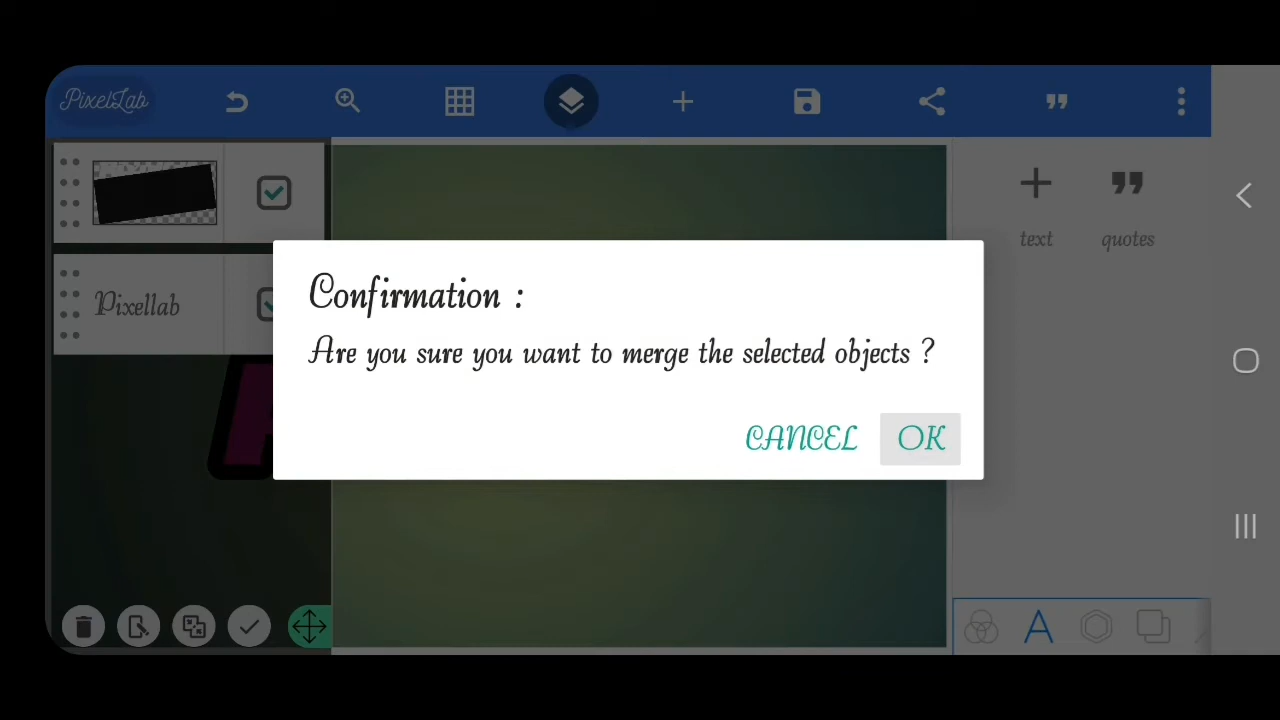 PixelLab
text
quotes
Pixellab
Confirmation :
Are you sure you want to merge the selected objects ?
CANCEL OK